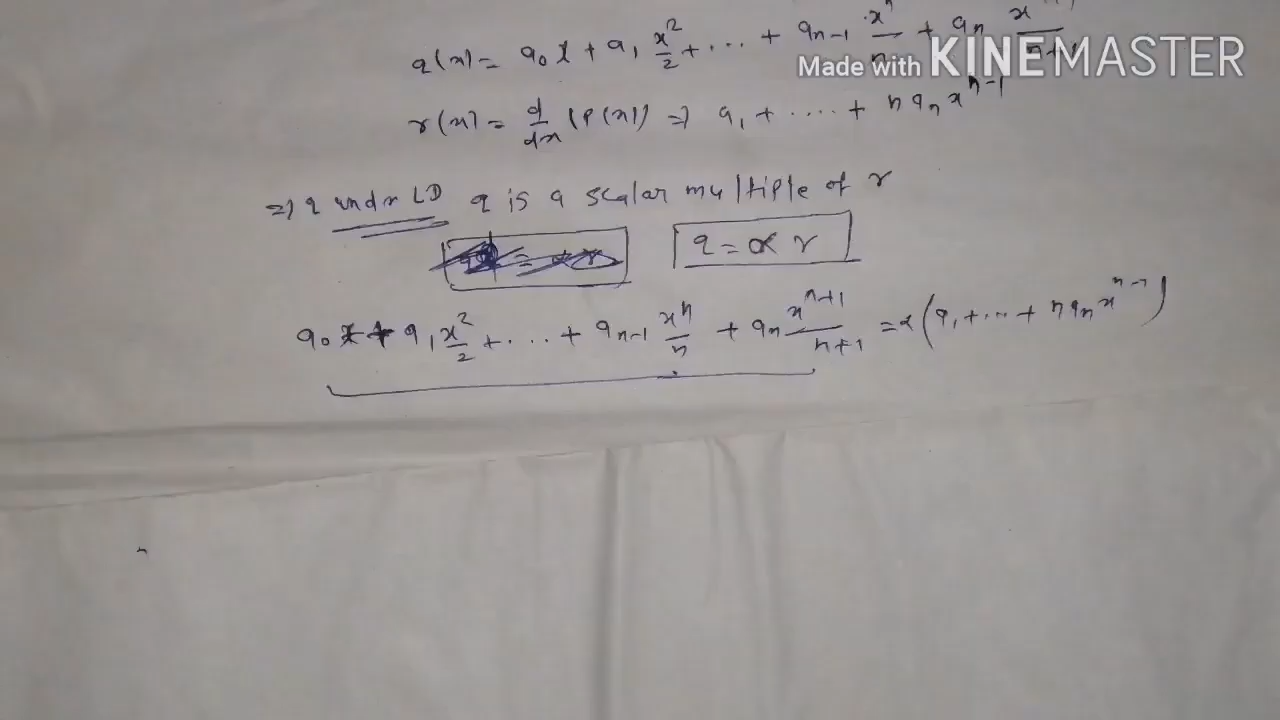 q(x) = a₀x + a₁ x²/2 + ... + aₙ₋₁ xⁿ/n + aₙ
Made with KINEMASTER
r(x) = d/dx (P(x)) ⇒ a₁ + ..... + n aₙ xⁿ⁻¹
⇒ q and r LD q is a scalar multiple of r
q = α r
a₀x + a₁ x²/2 + ... + aₙ₋₁ xⁿ/n + aₙ xⁿ⁺¹/n+1 = α (a₁ + ... + n aₙ xⁿ⁻¹)